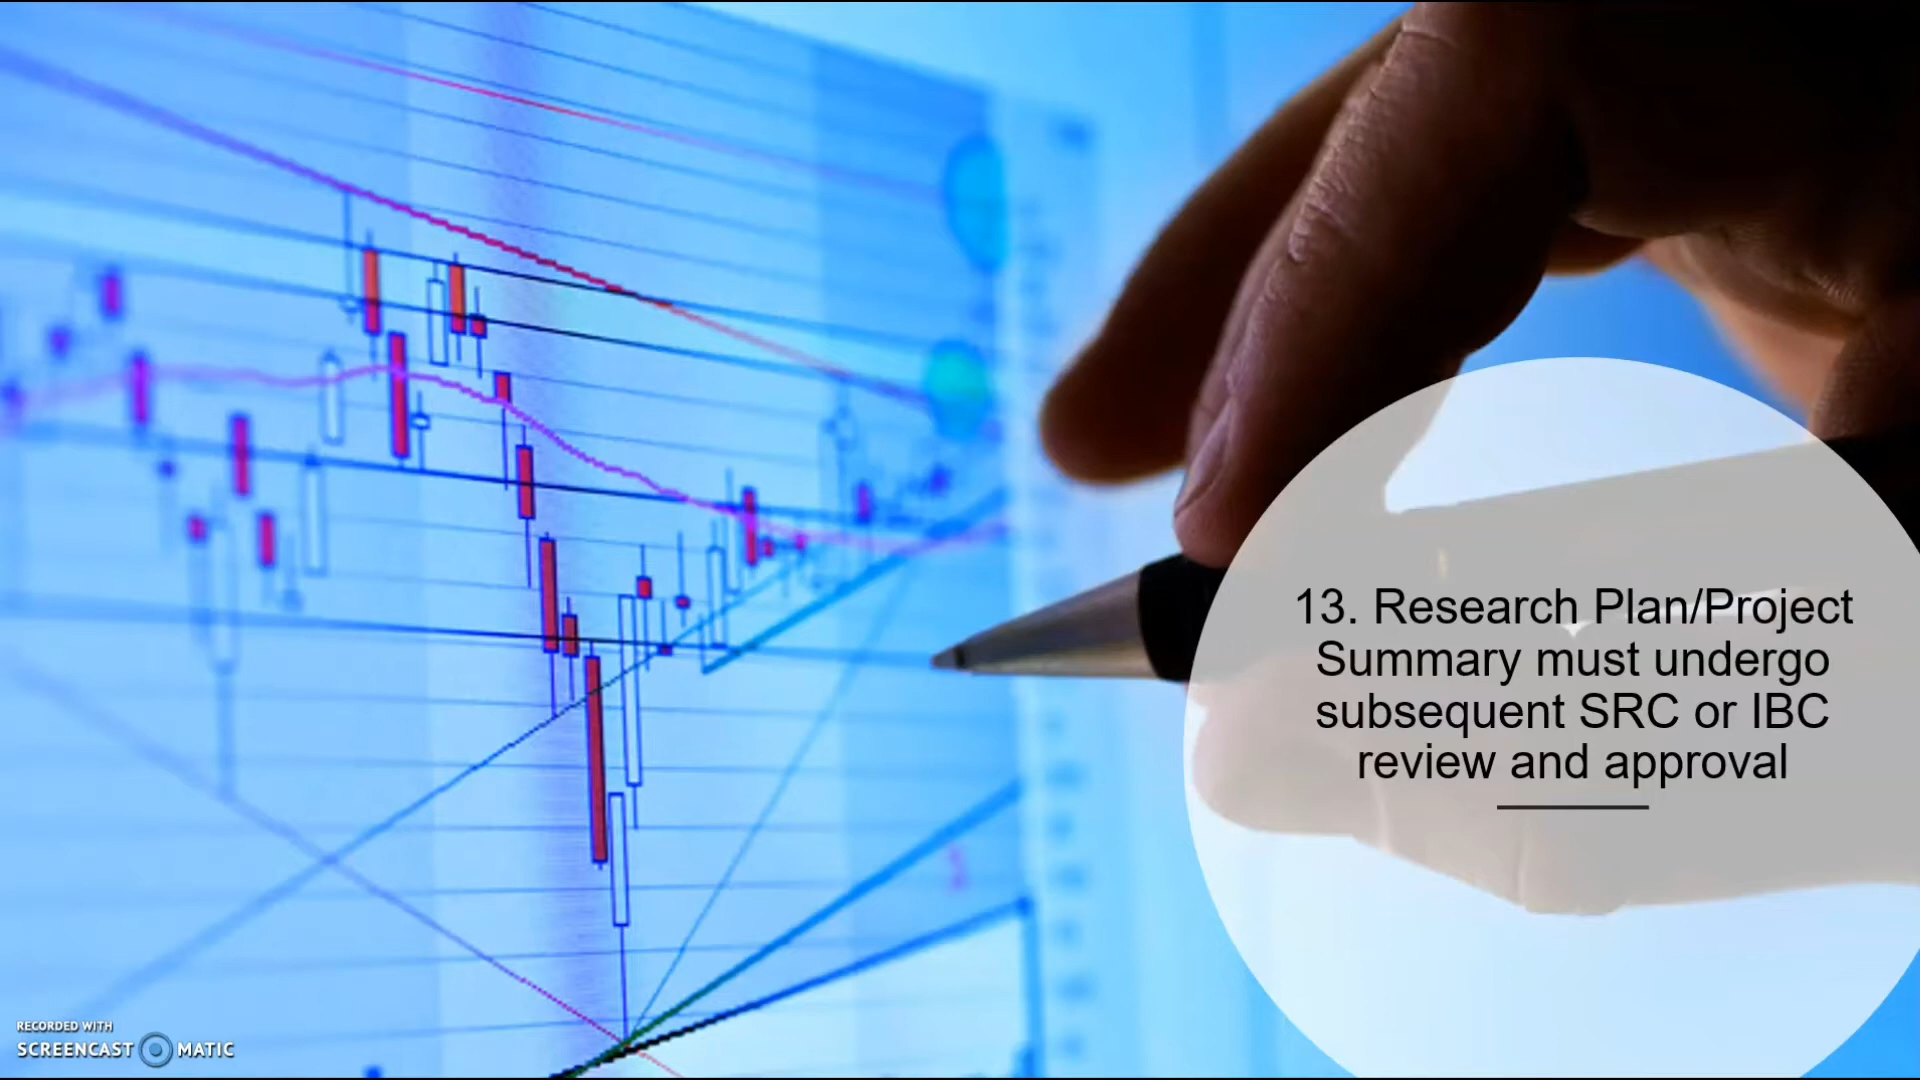 13. Research Plan/Project
Summary must undergo
subsequent SRC or IBC
review and approval
RECORDED WITH
SCREENCAST MATIC